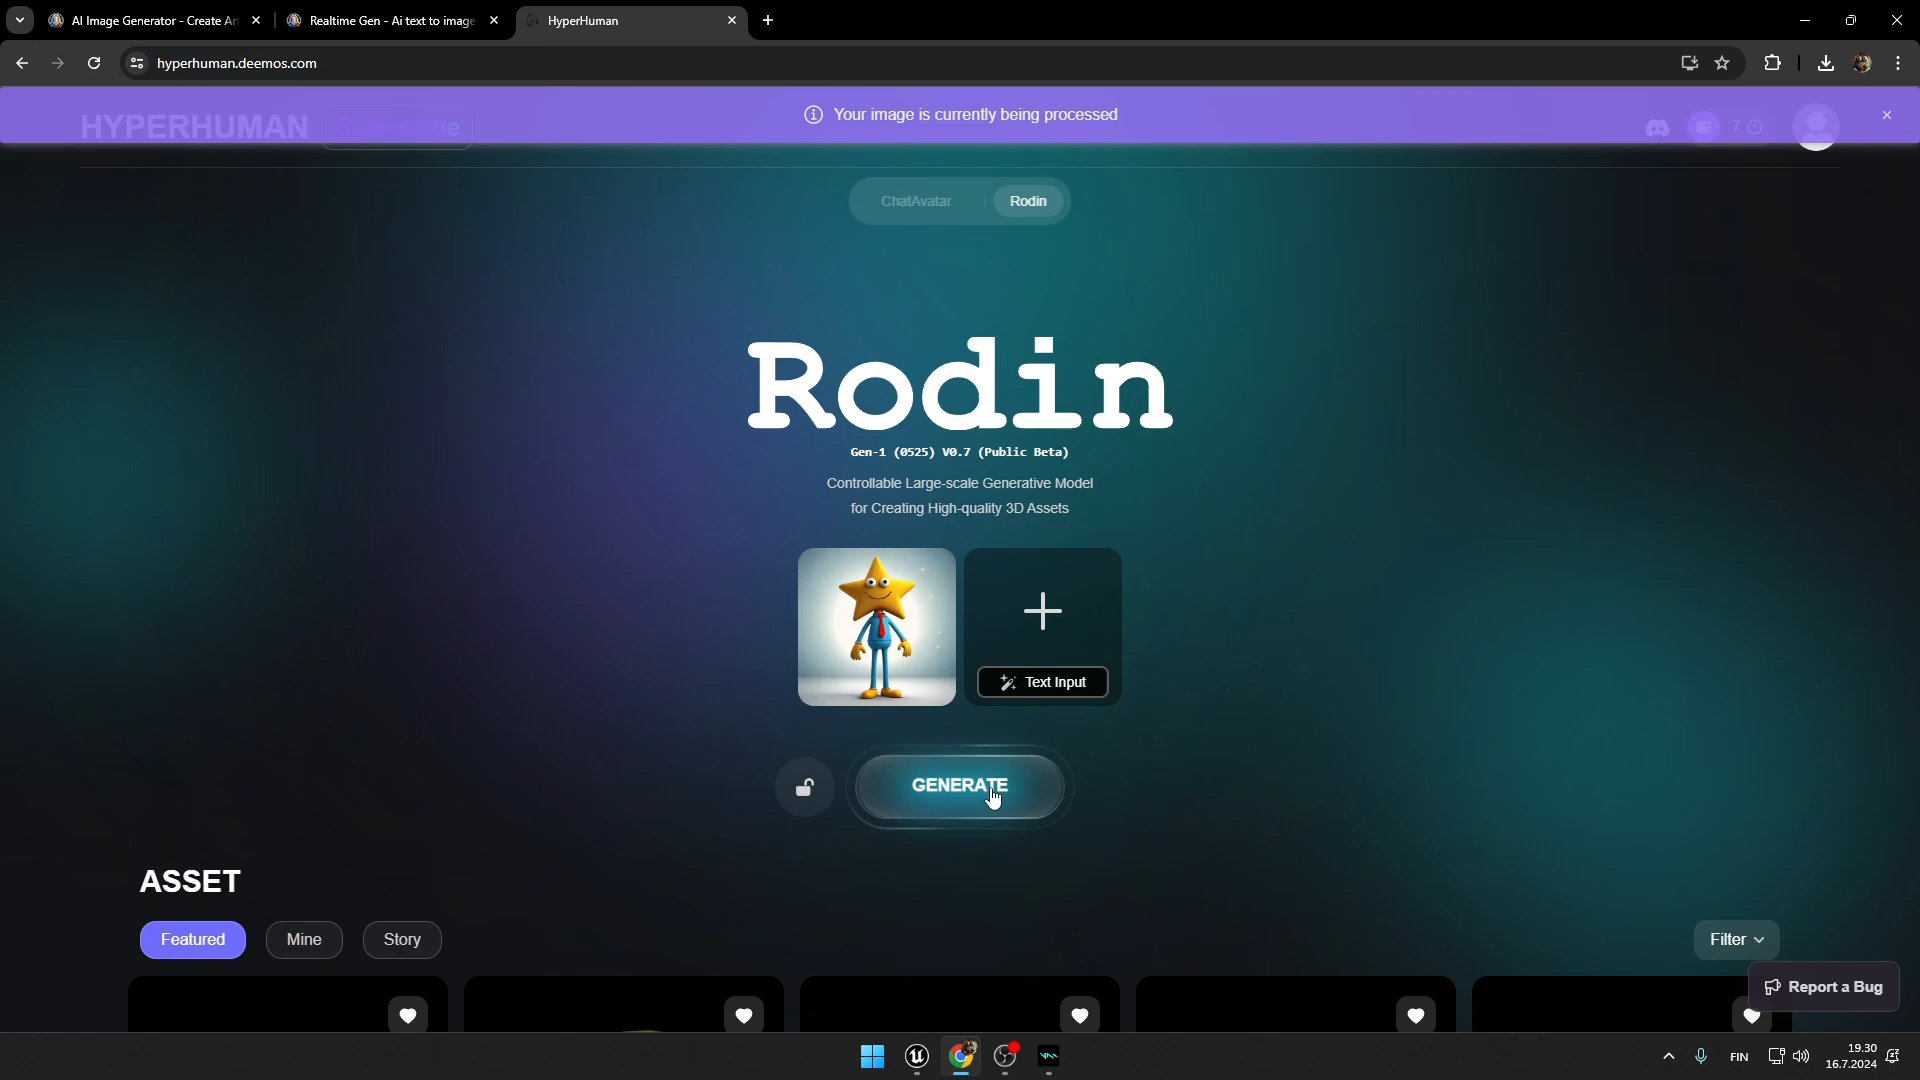 AI Image Generator - Create Ar
Realtime Gen - Ai text to image
HyperHuman
hyperhuman.deemos.com
Your image is currently being processed
HYPERHUMAN
Subscribe
7
ChatAvatar
Rodin
Rodin
Gen-1 (0525) V0.7 (Public Beta)
Controllable Large-scale Generative Model
for Creating High-quality 3D Assets
Text Input
GENERATE
ASSET
Featured
Mine
Story
Filter
Report a Bug
FIN
19.30
16.7.2024